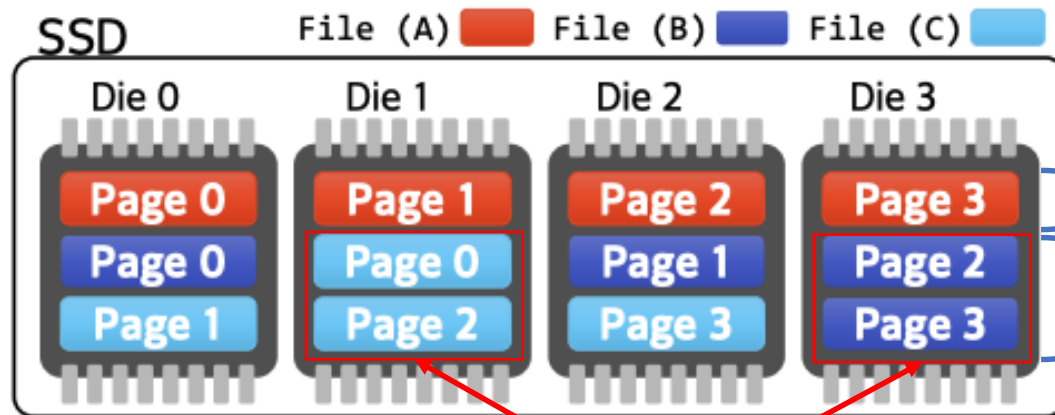 SSD File (A) File (B) File (C)
Die 0 Die 1 Die 2 Die 3
Page 0 Page 1 Page 2 Page 3
Page 0 Page 0 Page 1 Page 2
Page 1 Page 2 Page 3 Page 3